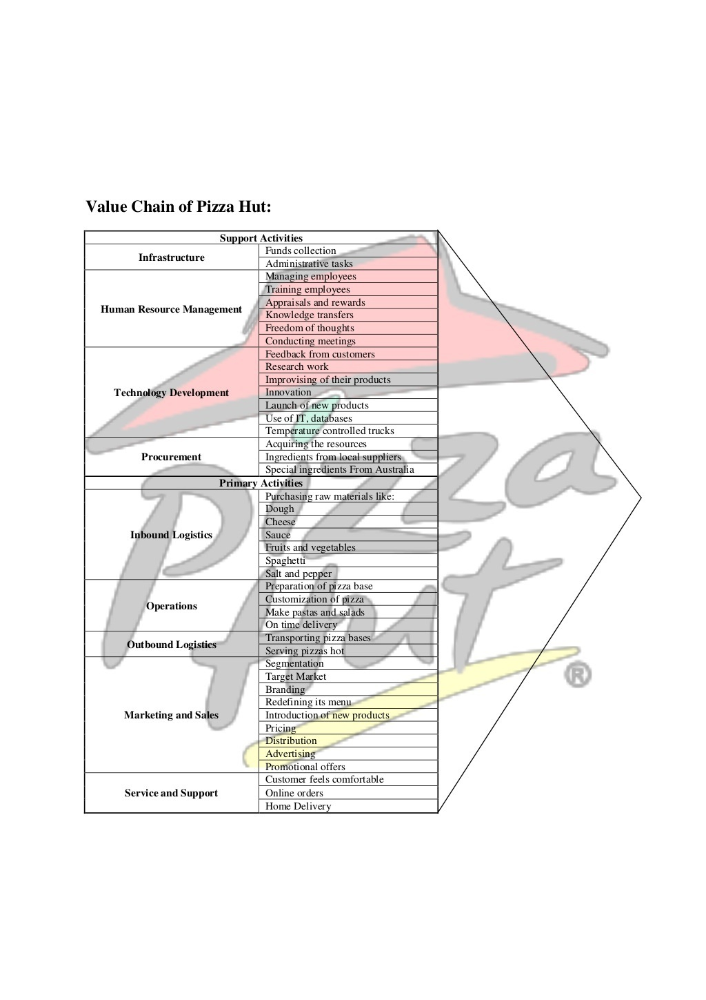 Value Chain of Pizza Hut:
Support Activities
Infrastructure
Funds collection
Administrative tasks
Human Resource Management
Managing employees
Training employees
Appraisals and rewards
Knowledge transfers
Freedom of thoughts
Conducting meetings
Technology Development
Feedback from customers
Research work
Improvising of their products
Innovation
Launch of new products
Use of IT, databases
Temperature controlled trucks
Procurement
Acquiring the resources
Ingredients from local suppliers
Special ingredients From Australia
Primary Activities
Inbound Logistics
Purchasing raw materials like:
Dough
Cheese
Sauce
Fruits and vegetables
Spaghetti
Salt and pepper
Operations
Preparation of pizza base
Customization of pizza
Make pastas and salads
On time delivery
Outbound Logistics
Transporting pizza bases
Serving pizzas hot
Marketing and Sales
Segmentation
Target Market
Branding
Redefining its menu
Introduction of new products
Pricing
Distribution
Advertising
Promotional offers
Service and Support
Customer feels comfortable
Online orders
Home Delivery
Pizza
Hut
®